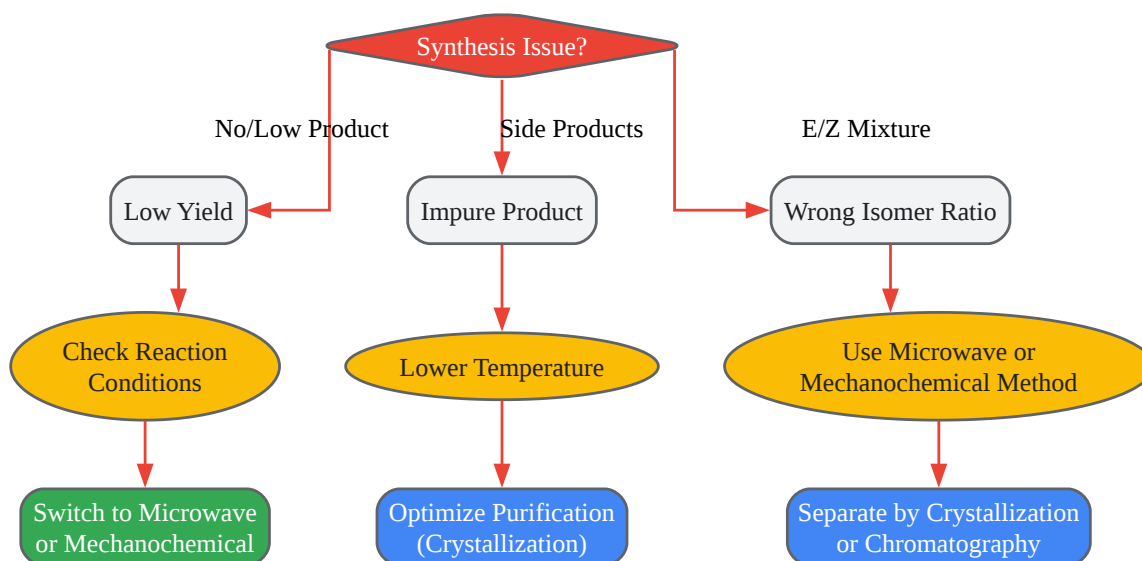 Synthesis Issue?
No/Low Product
Side Products
E/Z Mixture
Low Yield
Impure Product
Wrong Isomer Ratio
Check Reaction
Conditions
Lower Temperature
Use Microwave or
Mechanochemical Method
Switch to Microwave
or Mechanochemical
Optimize Purification
(Crystallization)
Separate by Crystallization
or Chromatography